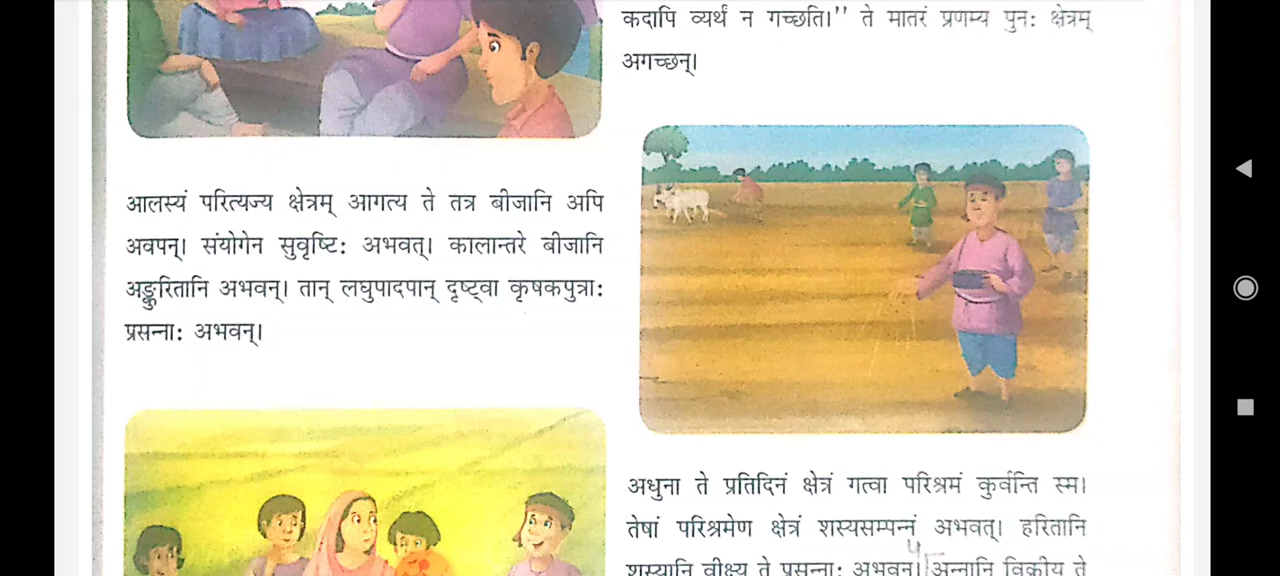 कदापि व्यर्थं न गच्छति।'' ते मातरं प्रणम्य पुनः क्षेत्रम्
अगच्छन्।
आलस्यं परित्यज्य क्षेत्रम् आगत्य ते तत्र बीजानि अपि
अवपन्। संयोगेन सुवृष्टिः अभवत्। कालान्तरे बीजानि
अङ्कुरितानि अभवन्। तान् लघुपादपान् दृष्ट्वा कृषकपुत्राः
प्रसन्नाः अभवन्।
अधुना ते प्रतिदिनं क्षेत्रं गत्वा परिश्रमं कुर्वन्ति स्म।
तेषां परिश्रमेण क्षेत्रं शस्यसम्पन्नं अभवत्। हरितानि
शस्यानि वीक्ष्य ते प्रसन्नाः अभवन्। अन्नानि विक्रीय ते